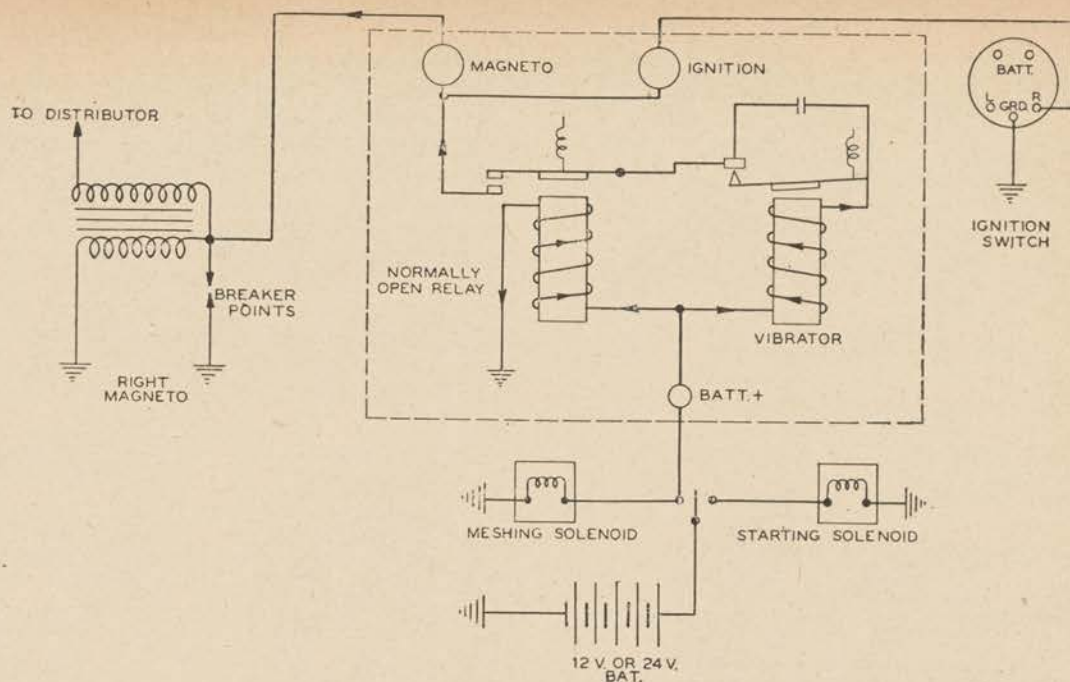 MAGNETO
IGNITION
BATT.
L
GRD.
R
TO DISTRIBUTOR
IGNITION
SWITCH
NORMALLY
OPEN RELAY
BREAKER
POINTS
VIBRATOR
RIGHT
MAGNETO
BATT. +
MESHING SOLENOID
STARTING SOLENOID
12 V. OR 24 V.
BAT.